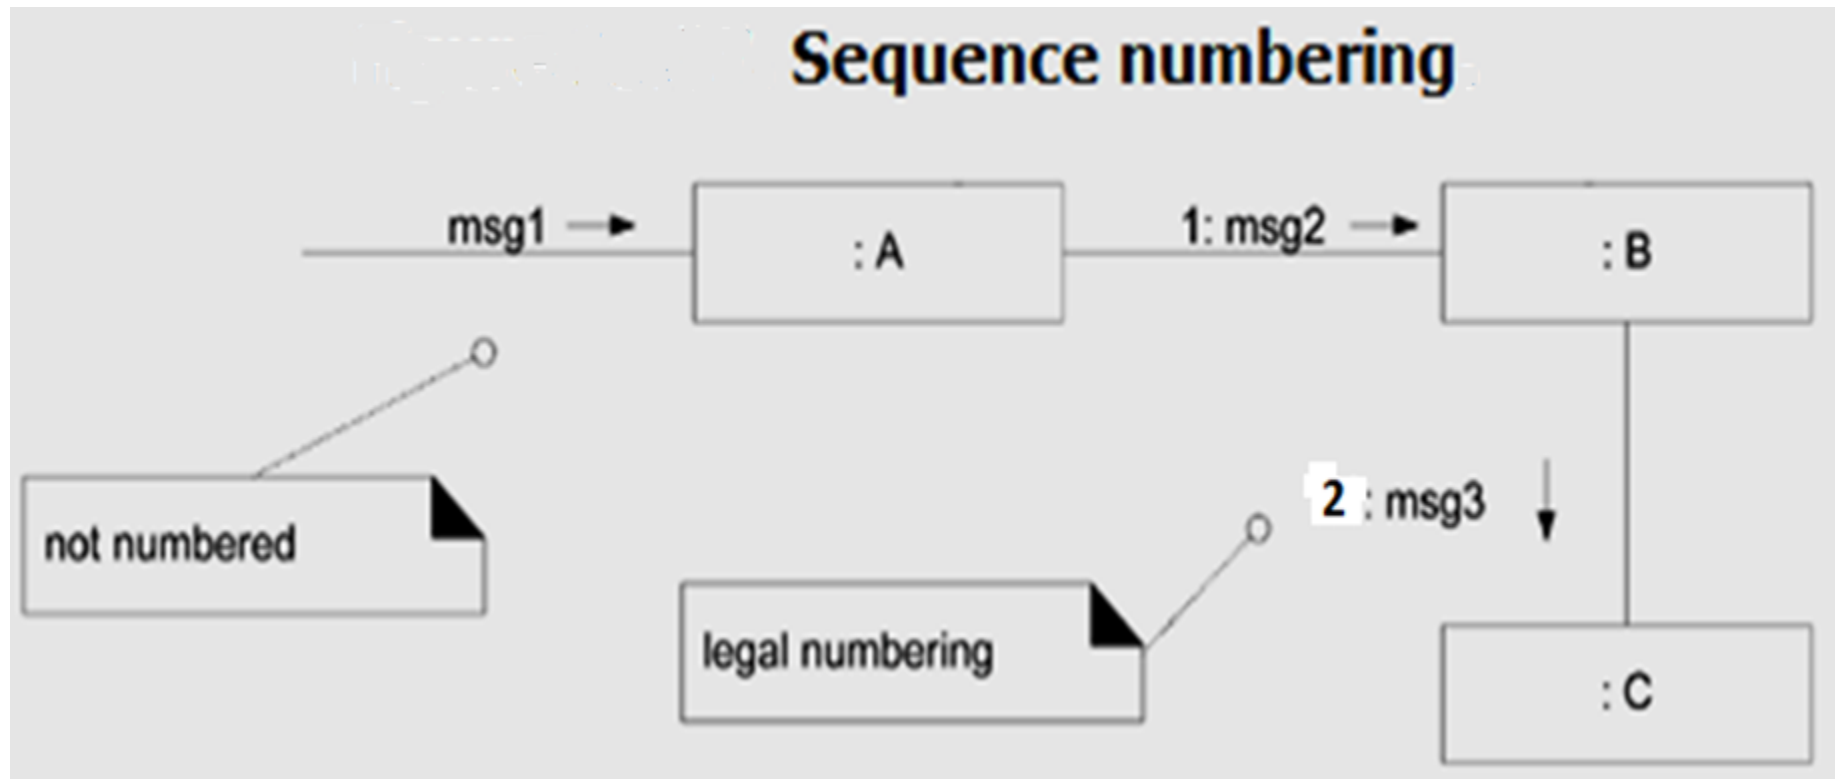 Sequence numbering
msg1
: A
1: msg2
: B
not numbered
2 : msg3
legal numbering
: C